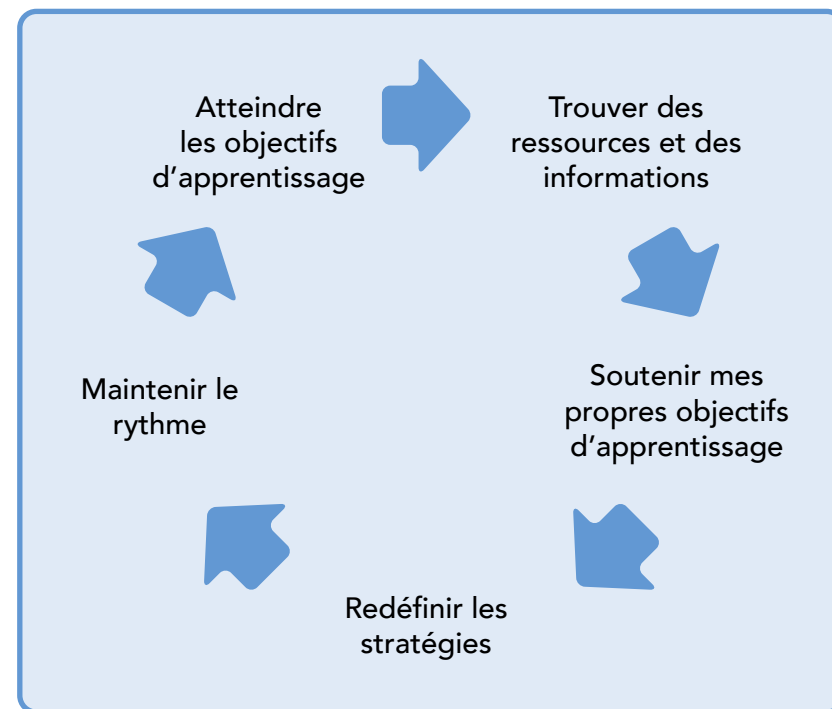 Atteindre
les objectifs
d’apprentissage
Trouver des
ressources et des
informations
Soutenir mes
propres objectifs
d’apprentissage
Redéfinir les
stratégies
Maintenir le
rythme